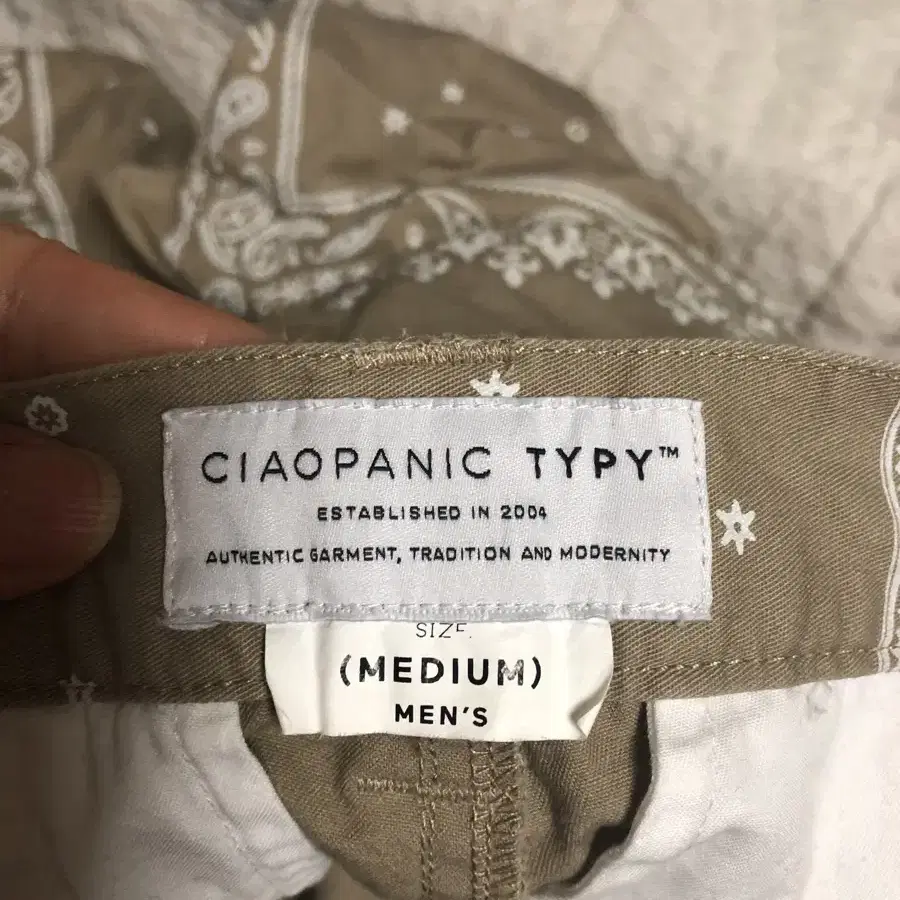 CIAOPANIC TYPY™
ESTABLISHED IN 2004
AUTHENTIC GARMENT, TRADITION AND MODERNITY
SIZE.
(MEDIUM)
MEN'S